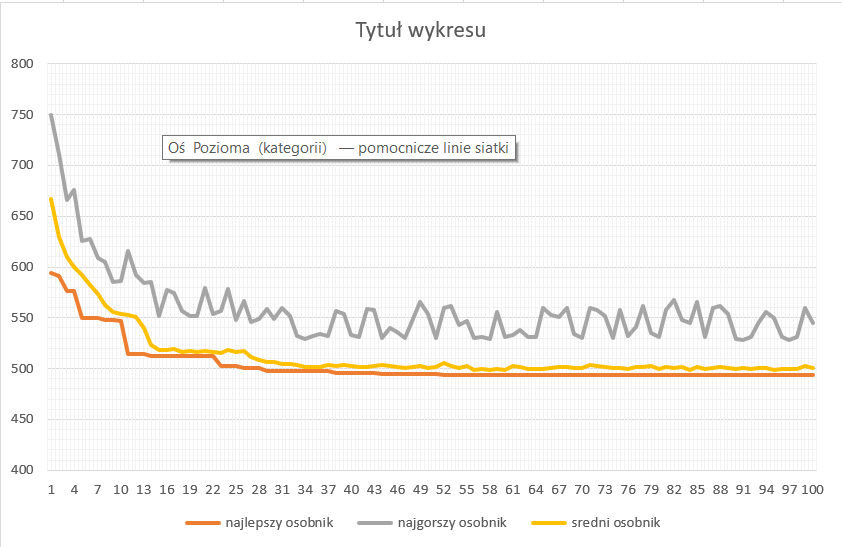 Tytuł wykresu
800
750
Oś Pozioma (kategorii) — pomocnicze linie siatki
700
650
600
550
500
450
400
1 4 7 10 13 16 19 22 25 28 31 34 37 40 43 46 49 52 55 58 61 64 67 70 73 76 79 82 85 88 91 94 97 100
najlepszy osobnik najgorszy osobnik sredni osobnik